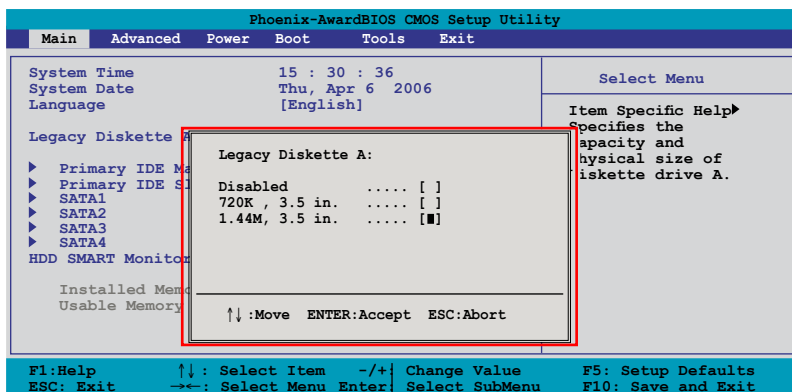 Phoenix-AwardBIOS CMOS Setup Utility
Main Advanced Power Boot Tools Exit
System Time 15 : 30 : 36
System Date Thu, Apr 6 2006
Language [English]
Legacy Diskette A
Primary IDE Ma
Primary IDE Sl
SATA1
SATA2
SATA3
SATA4
HDD SMART Monitor
Installed Memo
Usable Memory
Legacy Diskette A:
Disabled ..... [ ]
720K , 3.5 in. ..... [ ]
1.44M, 3.5 in. ..... [■]
↑↓ :Move ENTER:Accept ESC:Abort
Select Menu
Item Specific Help▶
Specifies the
apacity and
hysical size of
iskette drive A.
F1:Help ↑↓ : Select Item -/+: Change Value F5: Setup Defaults
ESC: Exit →←: Select Menu Enter: Select SubMenu F10: Save and Exit